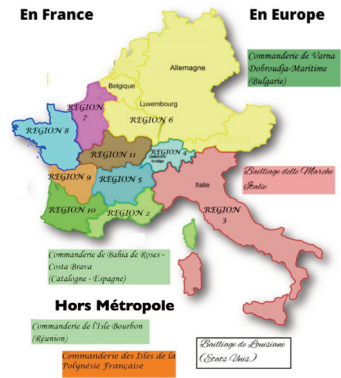 En France
En Europe
Commanderie de Varna
Dobroudja-Maritime
(Bulgarie)
Allemagne
Belgique
Luxembourg
REGION
7
REGION 6
REGION 8
REGION 11
REGION 4
REGION 9
REGION 5
Italie
REGION
3
REGION 10
REGION 2
Bailliage delle Marche
Italie
Commanderie de Bahia de Roses -
Costa Brava
(Catalogne - Espagne)
Hors Métropole
Commanderie de l'Isle Bourbon
(Réunion)
Commanderie des Isles de la
Polynésie Française
Bailliage de Louisiane
(Etats Unis)